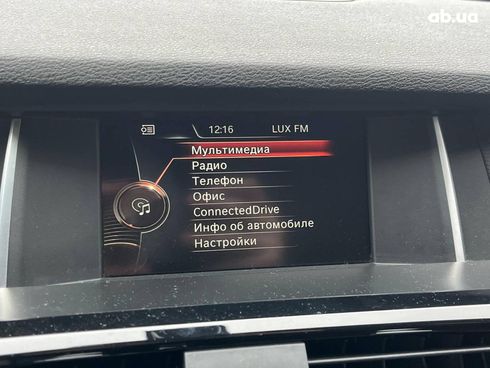 ab.ua
12:16 LUX FM
Мультимедиа
Радио
Телефон
Офис
ConnectedDrive
Инфо об автомобиле
Настройки